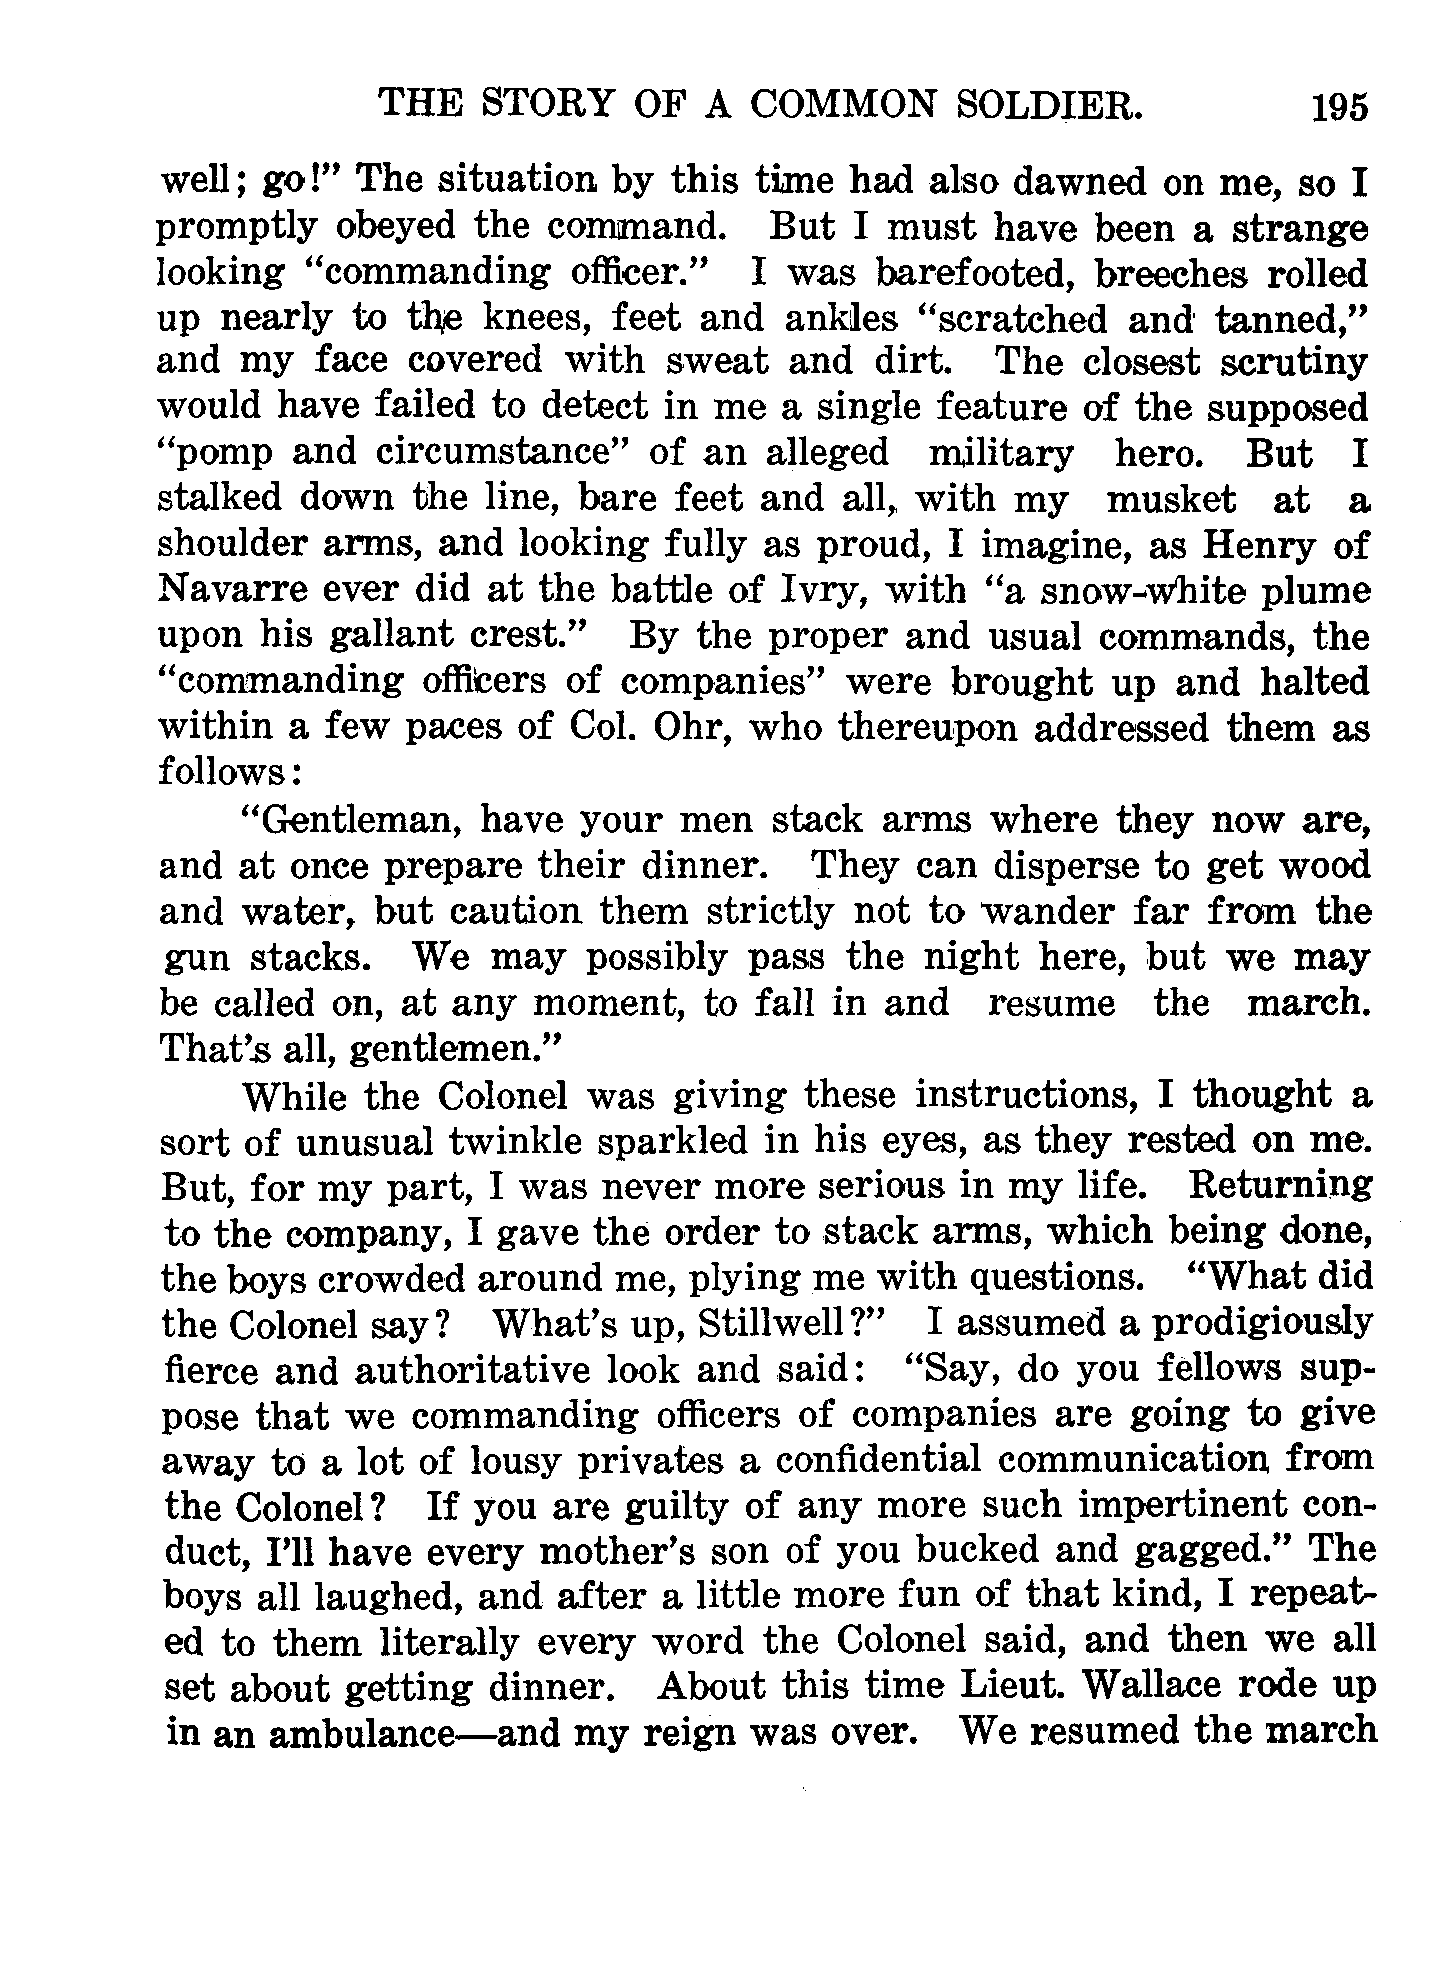 THE STORY OF A COMMON SOLDIER. 195
well; go!" The situation by this time had also dawned on me, so I
promptly obeyed the command. But I must have been a strange
looking "commanding officer." I was barefooted, breeches rolled
up nearly to the knees, feet and ankles "scratched and tanned,"
and my face covered with sweat and dirt. The closest scrutiny
would have failed to detect in me a single feature of the supposed
"pomp and circumstance" of an alleged military hero. But I
stalked down the line, bare feet and all, with my musket at a
shoulder arms, and looking fully as proud, I imagine, as Henry of
Navarre ever did at the battle of Ivry, with "a snow-white plume
upon his gallant crest." By the proper and usual commands, the
"commanding officers of companies" were brought up and halted
within a few paces of Col. Ohr, who thereupon addressed them as
follows:
"Gentleman, have your men stack arms where they now are,
and at once prepare their dinner. They can disperse to get wood
and water, but caution them strictly not to wander far from the
gun stacks. We may possibly pass the night here, but we may
be called on, at any moment, to fall in and resume the march.
That's all, gentlemen."
While the Colonel was giving these instructions, I thought a
sort of unusual twinkle sparkled in his eyes, as they rested on me.
But, for my part, I was never more serious in my life. Returning
to the company, I gave the order to stack arms, which being done,
the boys crowded around me, plying me with questions. "What did
the Colonel say? What's up, Stillwell?" I assumed a prodigiously
fierce and authoritative look and said: "Say, do you fellows sup-
pose that we commanding officers of companies are going to give
away to a lot of lousy privates a confidential communication from
the Colonel? If you are guilty of any more such impertinent con-
duct, I'll have every mother's son of you bucked and gagged." The
boys all laughed, and after a little more fun of that kind, I repeat-
ed to them literally every word the Colonel said, and then we all
set about getting dinner. About this time Lieut. Wallace rode up
in an ambulance—and my reign was over. We resumed the march